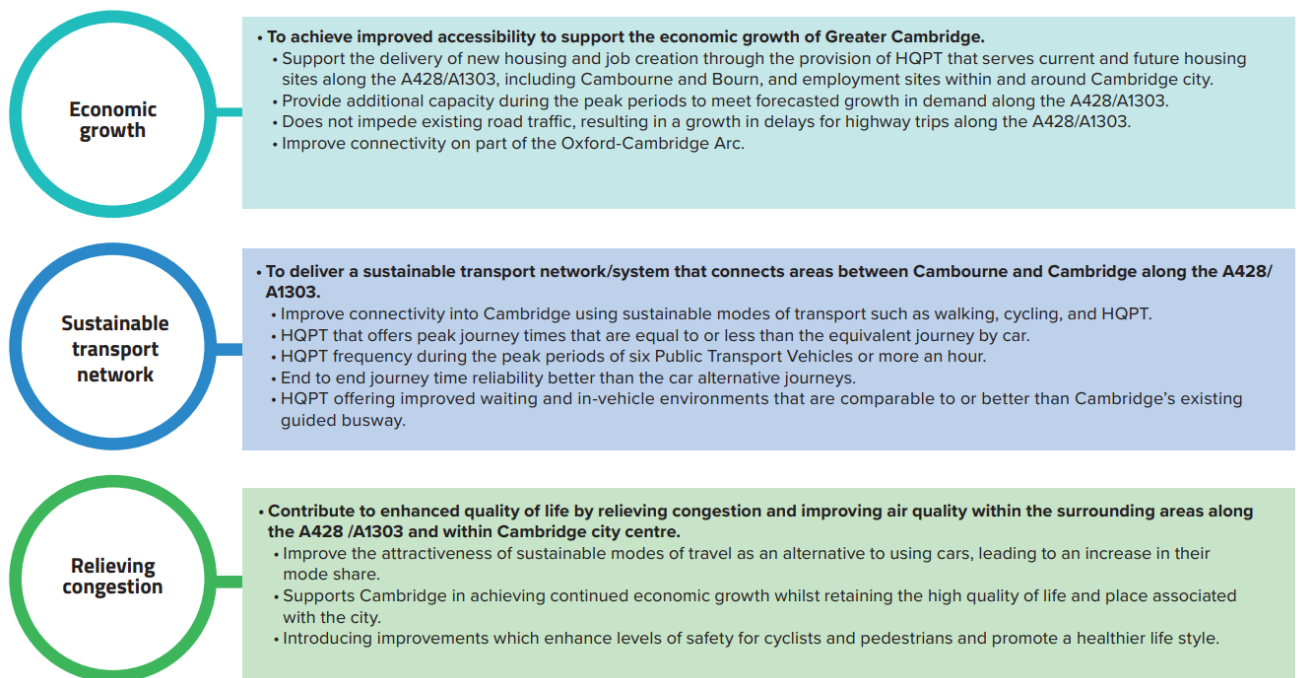 Economic
growth
• To achieve improved accessibility to support the economic growth of Greater Cambridge.
• Support the delivery of new housing and job creation through the provision of HQPT that serves current and future housing
sites along the A428/A1303, including Cambourne and Bourn, and employment sites within and around Cambridge city.
• Provide additional capacity during the peak periods to meet forecasted growth in demand along the A428/A1303.
• Does not impede existing road traffic, resulting in a growth in delays for highway trips along the A428/A1303.
• Improve connectivity on part of the Oxford-Cambridge Arc.
Sustainable
transport
network
• To deliver a sustainable transport network/system that connects areas between Cambourne and Cambridge along the A428/
A1303.
• Improve connectivity into Cambridge using sustainable modes of transport such as walking, cycling, and HQPT.
• HQPT that offers peak journey times that are equal to or less than the equivalent journey by car.
• HQPT frequency during the peak periods of six Public Transport Vehicles or more an hour.
• End to end journey time reliability better than the car alternative journeys.
• HQPT offering improved waiting and in-vehicle environments that are comparable to or better than Cambridge’s existing
guided busway.
Relieving
congestion
• Contribute to enhanced quality of life by relieving congestion and improving air quality within the surrounding areas along
the A428 /A1303 and within Cambridge city centre.
• Improve the attractiveness of sustainable modes of travel as an alternative to using cars, leading to an increase in their
mode share.
• Supports Cambridge in achieving continued economic growth whilst retaining the high quality of life and place associated
with the city.
• Introducing improvements which enhance levels of safety for cyclists and pedestrians and promote a healthier life style.